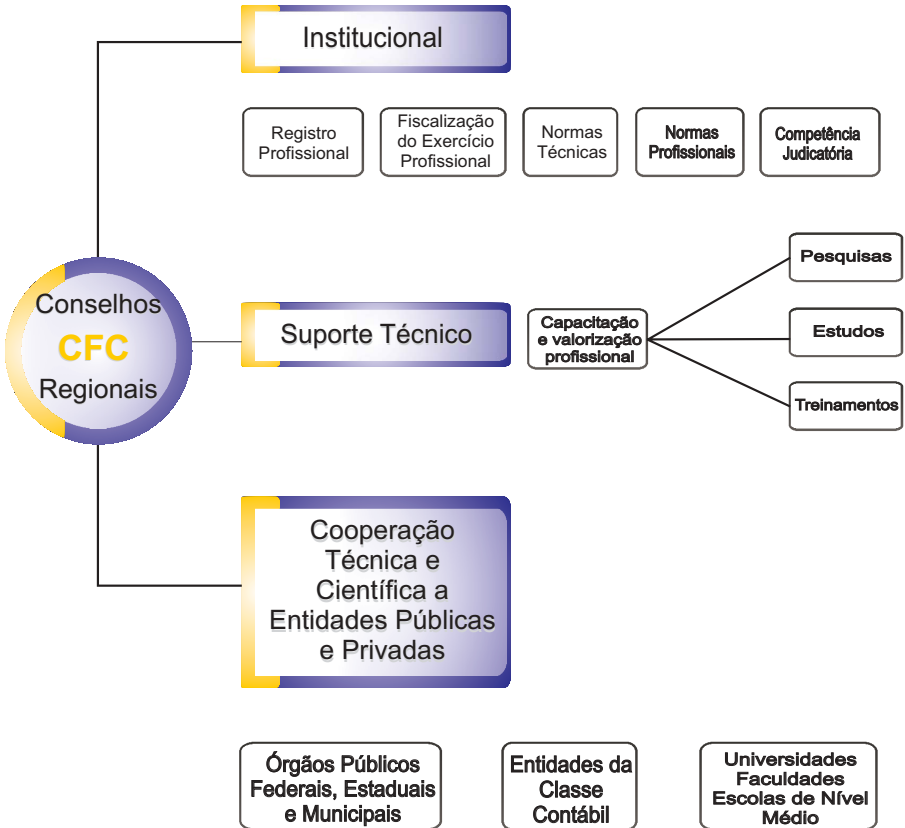 Institucional
Registro
Profissional
Fiscalização
do Exercício
Profissional
Normas
Técnicas
Normas
Profissionais
Competência
Judicatória
Conselhos
CFC
Regionais
Suporte Técnico
Capacitação
e valorização
profissional
Pesquisas
Estudos
Treinamentos
Cooperação
Técnica e
Científica a
Entidades Públicas
e Privadas
Órgãos Públicos
Federais, Estaduais
e Municipais
Entidades da
Classe
Contábil
Universidades
Faculdades
Escolas de Nível
Médio